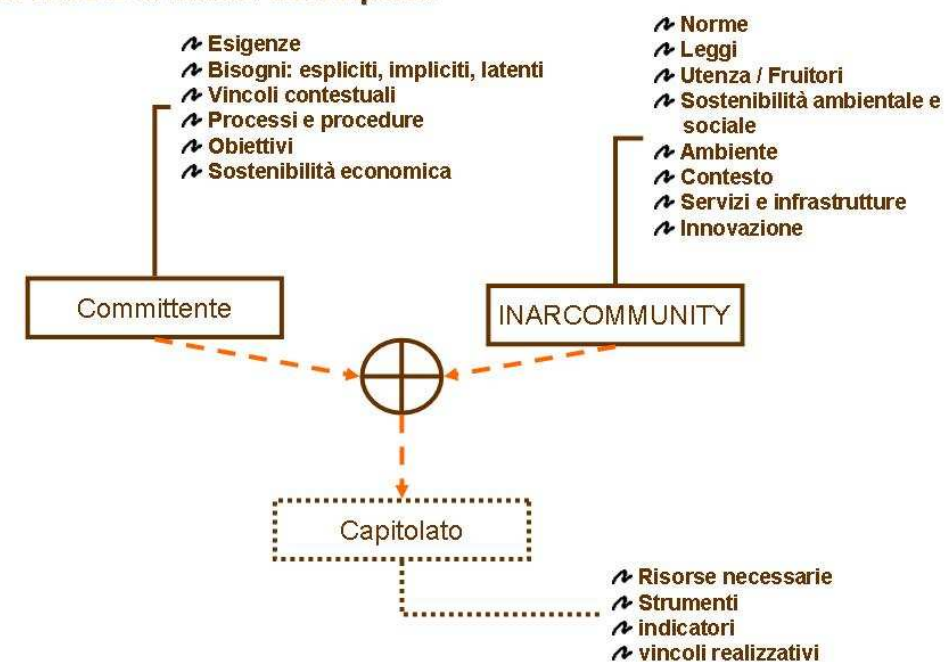 Esigenze
Bisogni: espliciti, impliciti, latenti
Vincoli contestuali
Processi e procedure
Obiettivi
Sostenibilità economica
Norme
Leggi
Utenza / Fruitori
Sostenibilità ambientale e
sociale
Ambiente
Contesto
Servizi e infrastrutture
Innovazione
Committente
INARCOMMUNITY
Capitolato
Risorse necessarie
Strumenti
indicatori
vincoli realizzativi